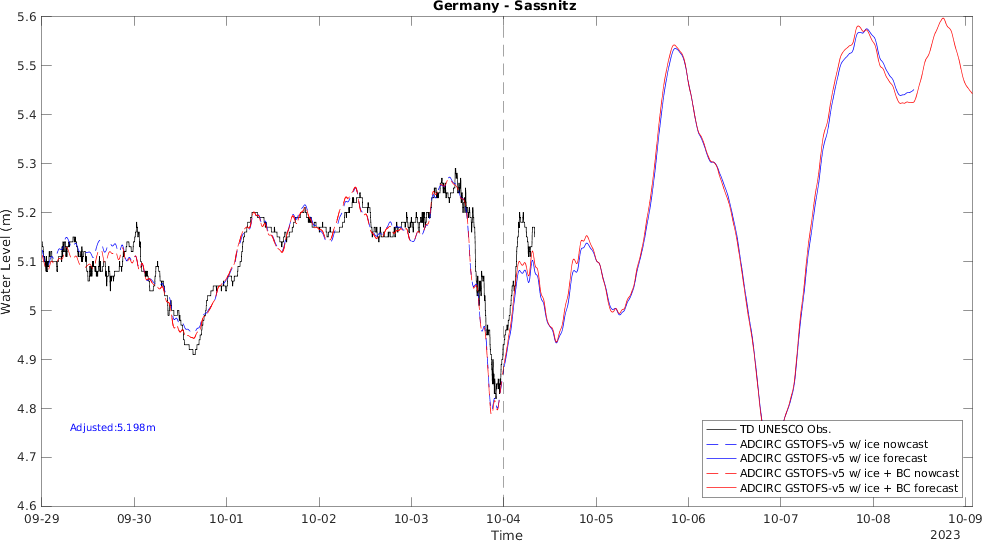 Germany - Sassnitz
Water Level (m)
5.6
5.5
5.4
5.3
5.2
5.1
5
4.9
4.8
4.7
4.6
Adjusted:5.198m
TD UNESCO Obs.
ADCIRC GSTOFS-v5 w/ ice nowcast
ADCIRC GSTOFS-v5 w/ ice forecast
ADCIRC GSTOFS-v5 w/ ice + BC nowcast
ADCIRC GSTOFS-v5 w/ ice + BC forecast
09-29 09-30 10-01 10-02 10-03 10-04 10-05 10-06 10-07 10-08 10-09
Time
2023